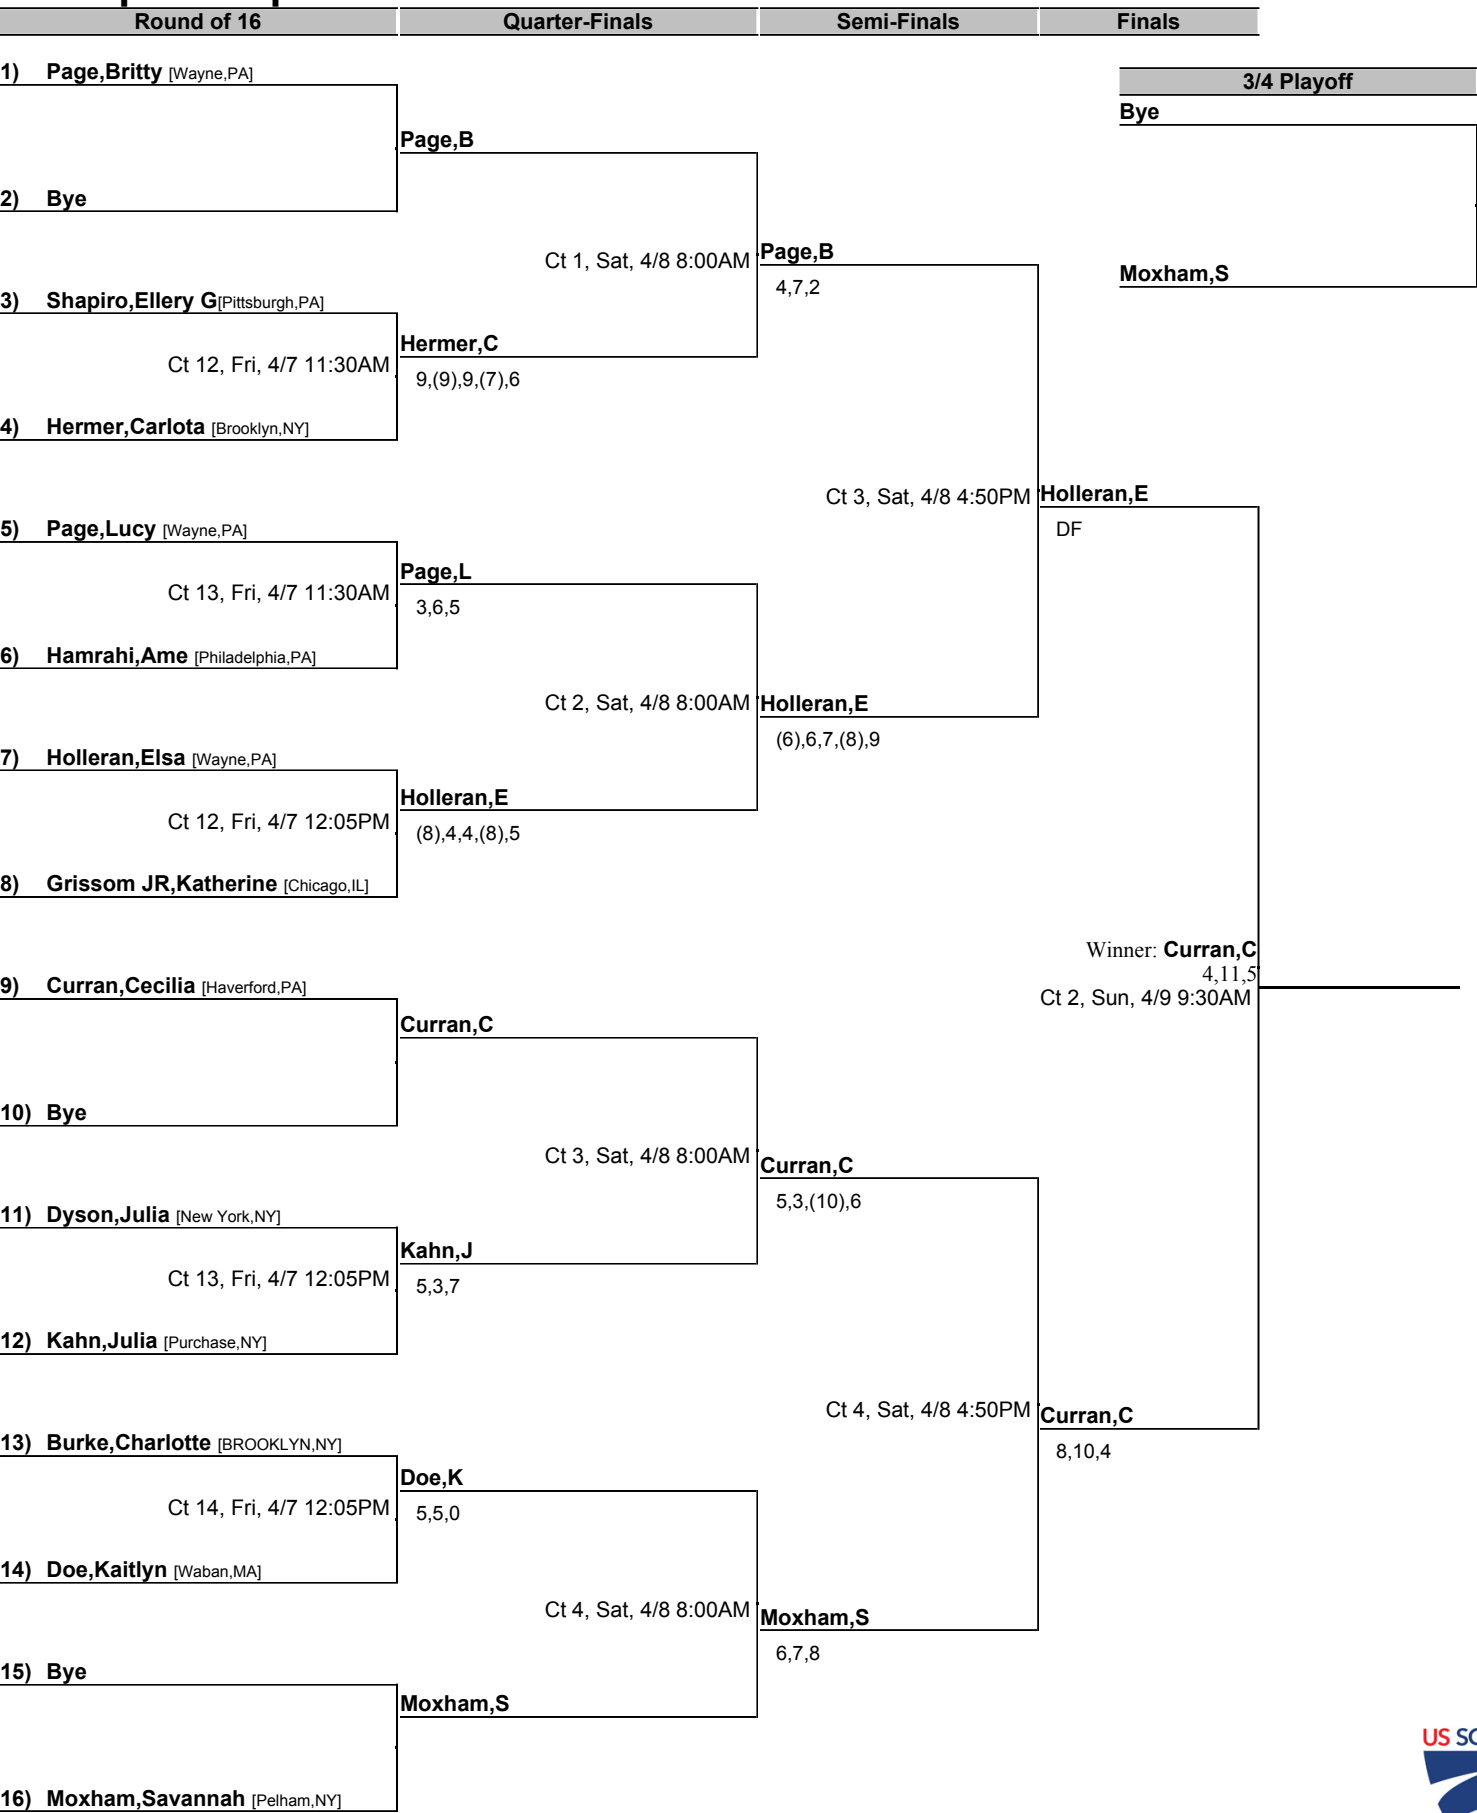 Round of 16 Quarter-Finals Semi-Finals Finals
1) Page,Britty [Wayne,PA]
3/4 Playoff
Bye
Page,B
2) Bye
Ct 1, Sat, 4/8 8:00AM Page,B
4,7,2
Moxham,S
3) Shapiro,Ellery G[Pittsburgh,PA]
Hermer,C
Ct 12, Fri, 4/7 11:30AM
9,(9),9,(7),6
4) Hermer,Carlota [Brooklyn,NY]
Ct 3, Sat, 4/8 4:50PM Holleran,E
DF
5) Page,Lucy [Wayne,PA]
Page,L
Ct 13, Fri, 4/7 11:30AM
3,6,5
6) Hamrahi,Ame [Philadelphia,PA]
Ct 2, Sat, 4/8 8:00AM Holleran,E
(6),6,7,(8),9
7) Holleran,Elsa [Wayne,PA]
Holleran,E
Ct 12, Fri, 4/7 12:05PM
(8),4,4,(8),5
8) Grissom JR,Katherine [Chicago,IL]
Winner: Curran,C
4,11,5
Ct 2, Sun, 4/9 9:30AM
9) Curran,Cecilia [Haverford,PA]
Curran,C
10) Bye
Ct 3, Sat, 4/8 8:00AM Curran,C
5,3,(10),6
11) Dyson,Julia [New York,NY]
Kahn,J
Ct 13, Fri, 4/7 12:05PM
5,3,7
12) Kahn,Julia [Purchase,NY]
Ct 4, Sat, 4/8 4:50PM Curran,C
8,10,4
13) Burke,Charlotte [BROOKLYN,NY]
Doe,K
Ct 14, Fri, 4/7 12:05PM
5,5,0
14) Doe,Kaitlyn [Waban,MA]
Ct 4, Sat, 4/8 8:00AM Moxham,S
6,7,8
15) Bye
Moxham,S
16) Moxham,Savannah [Pelham,NY]
US